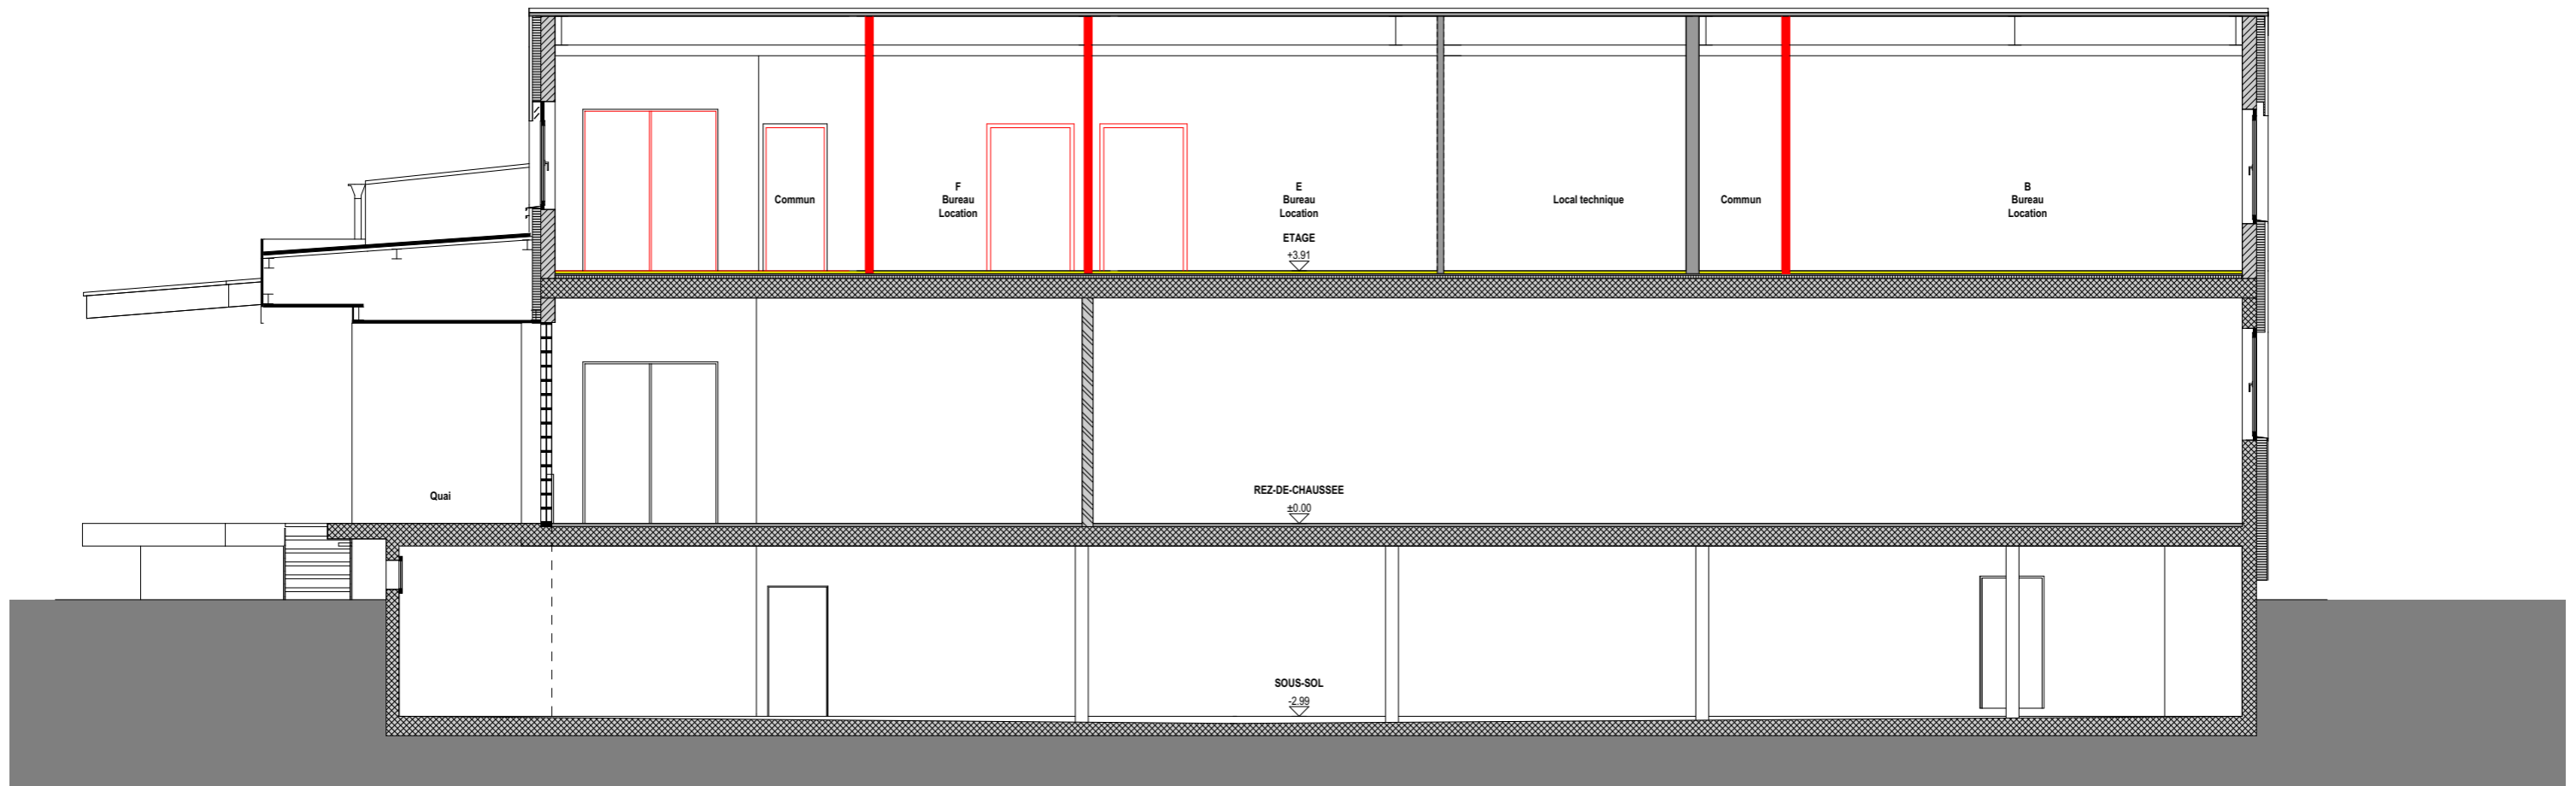 Commun
F
Bureau
Location
E
Bureau
Location
ETAGE
+3.91
Local technique
Commun
B
Bureau
Location
Quai
REZ-DE-CHAUSSEE
±0.00
SOUS-SOL
-2.99